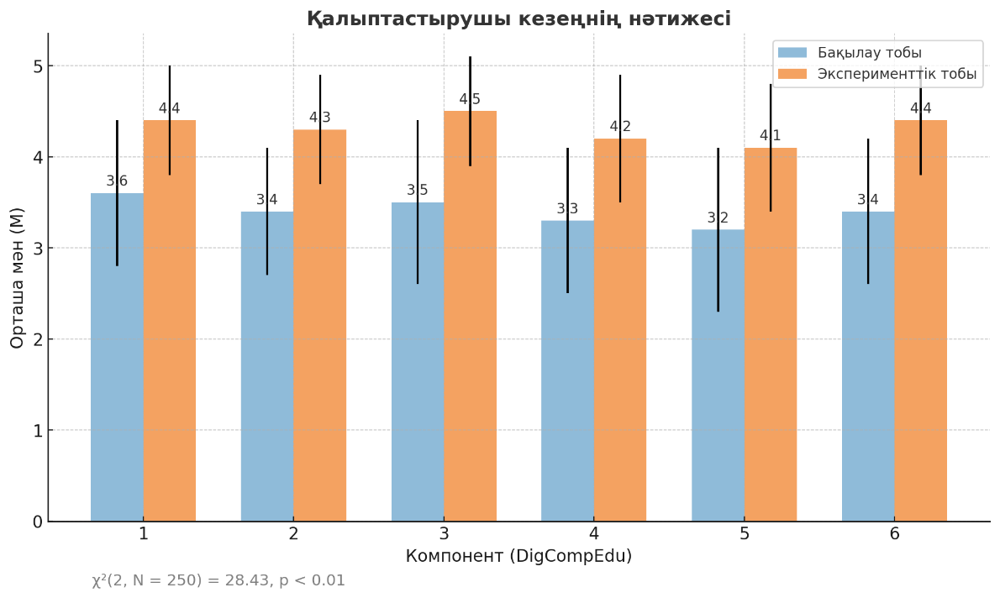 Қалыптастырушы кезеңнің нәтижесі
Бақылау тобы
Эксперименттік тобы
Орташа мән (M)
5
4
3
2
1
0
3.6
4.4
3.4
4.3
3.5
4.5
3.3
4.2
3.2
4.1
3.4
4.4
1 2 3 4 5 6
Компонент (DigCompEdu)
χ²(2, N = 250) = 28.43, p < 0.01